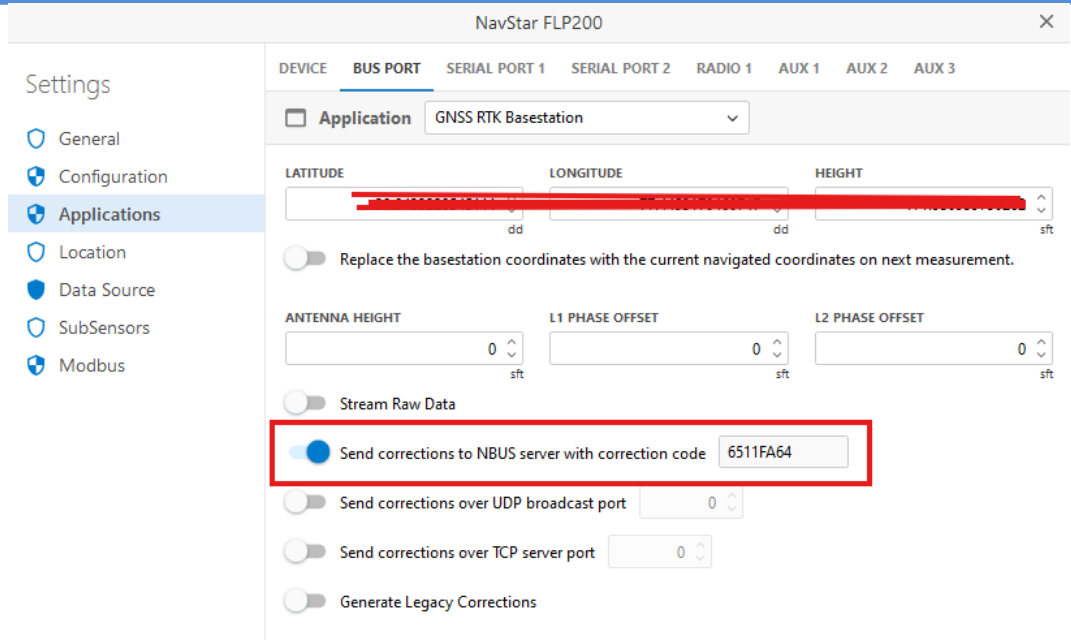 NavStar FLP200
Settings
General
Configuration
Applications
Location
Data Source
SubSensors
Modbus
DEVICE BUS PORT SERIAL PORT 1 SERIAL PORT 2 RADIO 1 AUX 1 AUX 2 AUX 3
Application GNSS RTK Basestation
LATITUDE LONGITUDE HEIGHT
dd dd sft
Replace the basestation coordinates with the current navigated coordinates on next measurement.
ANTENNA HEIGHT L1 PHASE OFFSET L2 PHASE OFFSET
0 0 0
sft sft sft
Stream Raw Data
Send corrections to NBUS server with correction code 6511FA64
Send corrections over UDP broadcast port 0
Send corrections over TCP server port 0
Generate Legacy Corrections